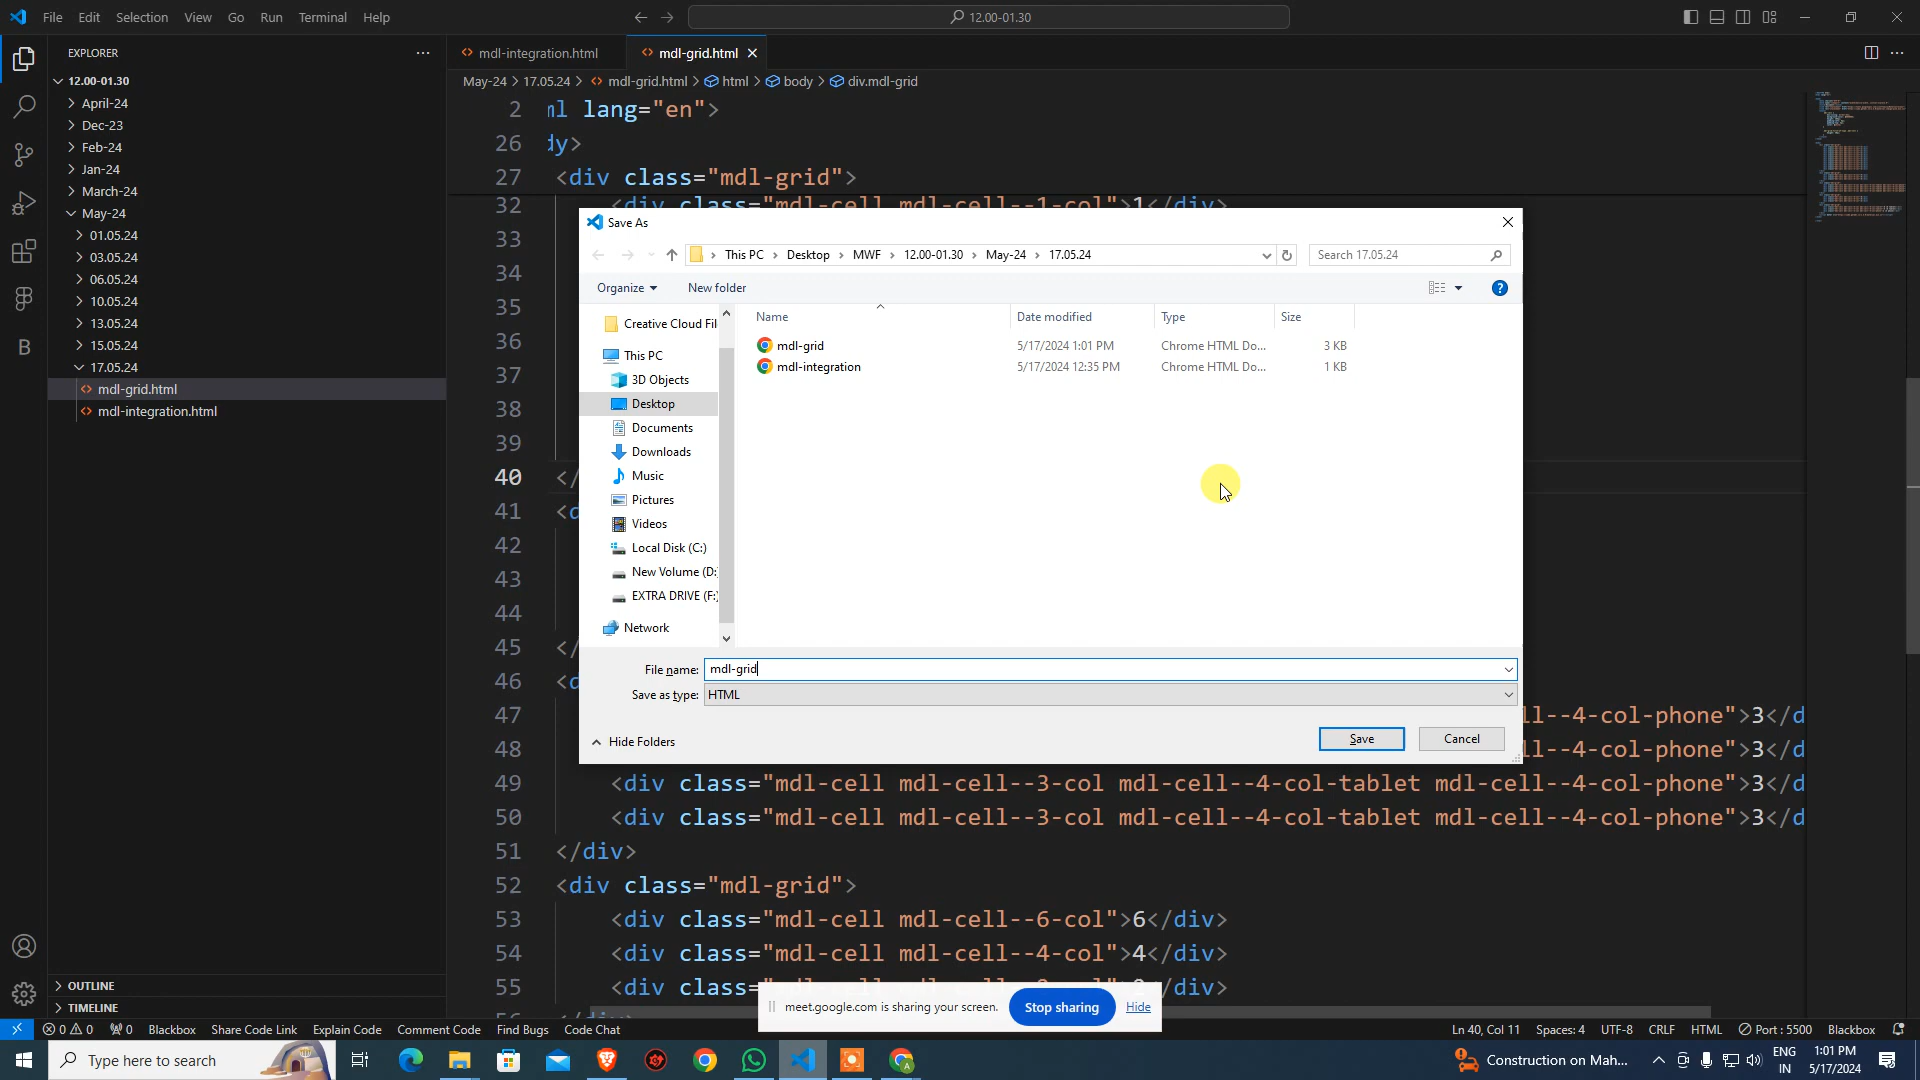 File Edit Selection View Go Run Terminal Help
12.00-01.30
EXPLORER
12.00-01.30
April-24
Dec-23
Feb-24
Jan-24
March-24
May-24
01.05.24
03.05.24
06.05.24
10.05.24
13.05.24
15.05.24
17.05.24
mdl-grid.html
mdl-integration.html
OUTLINE
TIMELINE
mdl-integration.html mdl-grid.html
May-24 > 17.05.24 > mdl-grid.html > html > body > div.mdl-grid
2 ml lang="en">
26 dy>
27 <div class="mdl-grid">
32 <div class="mdl-cell mdl-cell--1-col">1</div>
33
34
35
36
37
38
39
40 </
41 <d
42
43
44
45 </
46 <d
47 ll--4-col-phone">3</d
48 ll--4-col-phone">3</d
49 <div class="mdl-cell mdl-cell--3-col mdl-cell--4-col-tablet mdl-cell--4-col-phone">3</d
50 <div class="mdl-cell mdl-cell--3-col mdl-cell--4-col-tablet mdl-cell--4-col-phone">3</d
51 </div>
52 <div class="mdl-grid">
53 <div class="mdl-cell mdl-cell--6-col">6</div>
54 <div class="mdl-cell mdl-cell--4-col">4</div>
55 <div class="mdl-cell </div>
Save As
This PC > Desktop > MWF > 12.00-01.30 > May-24 > 17.05.24
Search 17.05.24
Organize New folder
Creative Cloud Fil
This PC
3D Objects
Desktop
Documents
Downloads
Music
Pictures
Videos
Local Disk (C:)
New Volume (D:
EXTRA DRIVE (F:)
Network
Name Date modified Type Size
mdl-grid 5/17/2024 1:01 PM Chrome HTML Do... 3 KB
mdl-integration 5/17/2024 12:35 PM Chrome HTML Do... 1 KB
File name: mdl-grid
Save as type: HTML
Hide Folders
Save Cancel
meet.google.com is sharing your screen. Stop sharing Hide
0 0 0 Blackbox Share Code Link Explain Code Comment Code Find Bugs Code Chat
Ln 40, Col 11 Spaces: 4 UTF-8 CRLF HTML Port : 5500 Blackbox
Type here to search
Construction on Mah...
ENG
IN
1:01 PM
5/17/2024